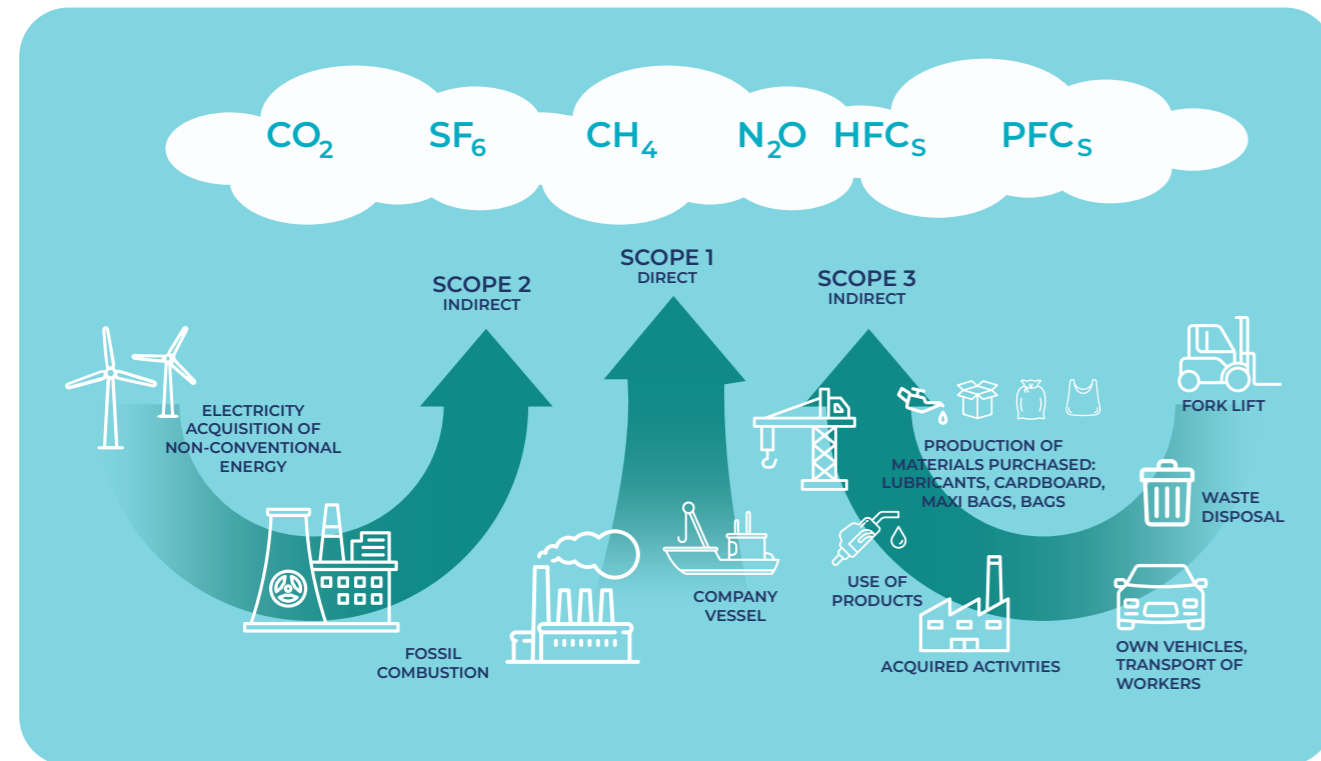 CO2
SF6
CH4
N2O
HFCS
PFCS
SCOPE 2
INDIRECT
SCOPE 1
DIRECT
SCOPE 3
INDIRECT
ELECTRICITY
ACQUISITION OF
NON-CONVENTIONAL
ENERGY
FOSSIL
COMBUSTION
COMPANY
VESSEL
USE OF
PRODUCTS
PRODUCTION OF
MATERIALS PURCHASED:
LUBRICANTS, CARDBOARD,
MAXI BAGS, BAGS
ACQUIRED ACTIVITIES
FORK LIFT
WASTE
DISPOSAL
OWN VEHICLES,
TRANSPORT OF
WORKERS